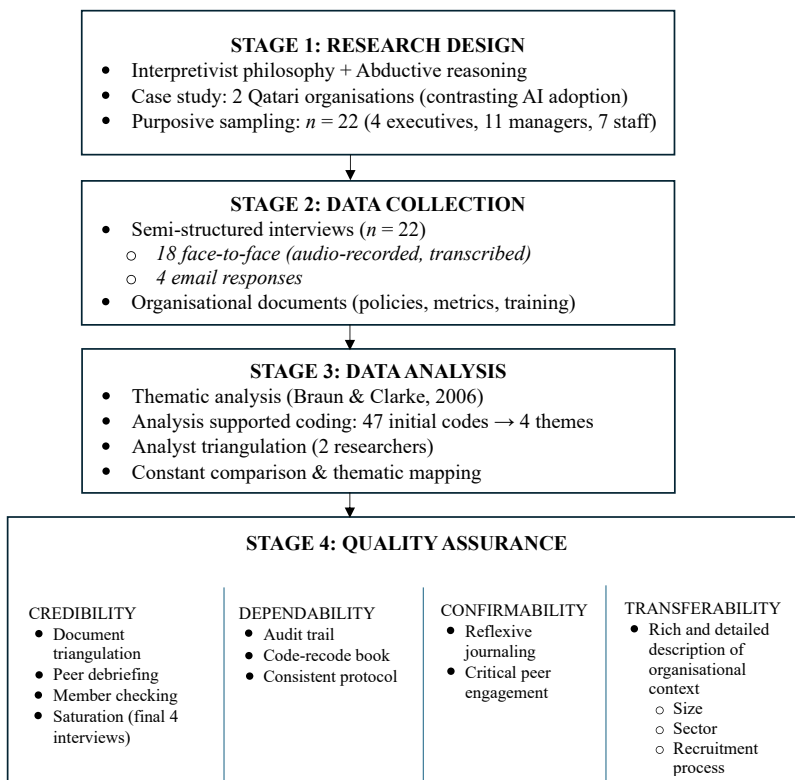 STAGE 1: RESEARCH DESIGN
• Interpretivist philosophy + Abductive reasoning
• Case study: 2 Qatari organisations (contrasting AI adoption)
• Purposive sampling: n = 22 (4 executives, 11 managers, 7 staff)
STAGE 2: DATA COLLECTION
• Semi-structured interviews (n = 22)
o 18 face-to-face (audio-recorded, transcribed)
o 4 email responses
• Organisational documents (policies, metrics, training)
STAGE 3: DATA ANALYSIS
• Thematic analysis (Braun & Clarke, 2006)
• Analysis supported coding: 47 initial codes → 4 themes
• Analyst triangulation (2 researchers)
• Constant comparison & thematic mapping
STAGE 4: QUALITY ASSURANCE
CREDIBILITY
• Document
triangulation
• Peer debriefing
• Member checking
• Saturation (final 4
interviews)
DEPENDABILITY
• Audit trail
• Code-recode book
• Consistent protocol
CONFIRMABILITY
• Reflexive
journaling
• Critical peer
engagement
TRANSFERABILITY
• Rich and detailed
description of
organisational
context
o Size
o Sector
o Recruitment
process